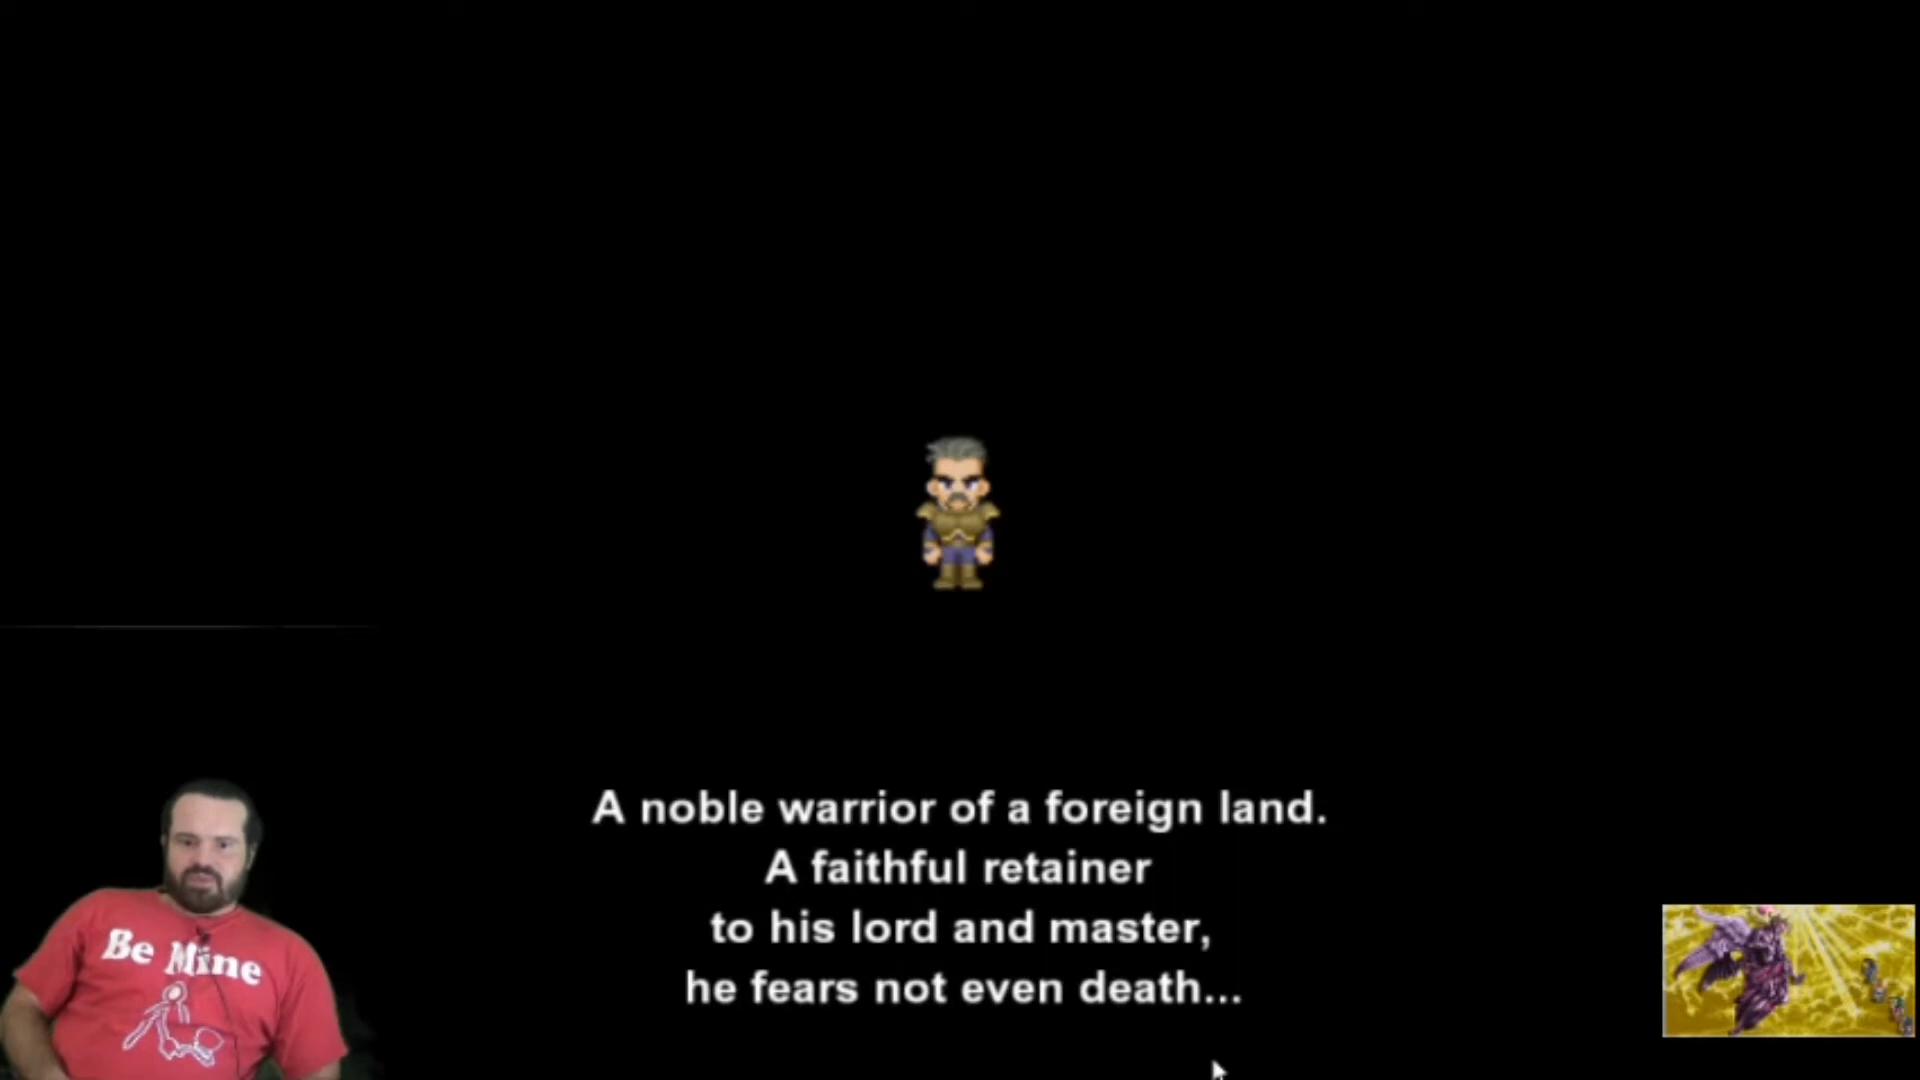 A noble warrior of a foreign land.
A faithful retainer
to his lord and master,
he fears not even death...
Be Mine